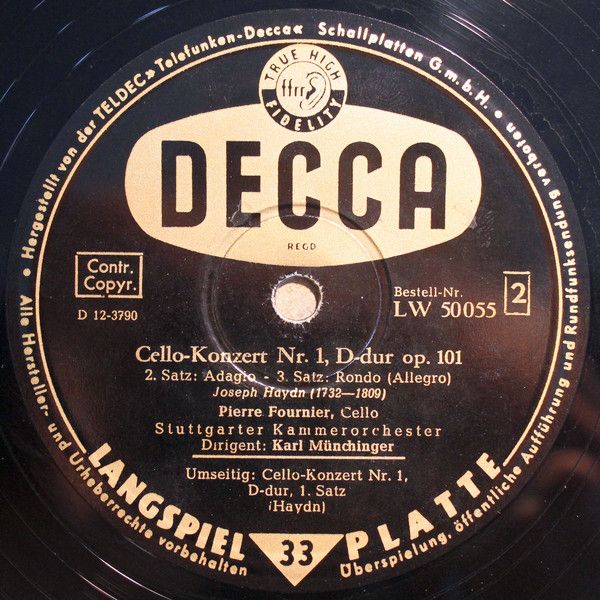 • Hergestellt von der TELDEC» Telefunken-Decca« Schallplatten G.m.b.H. •
TRUE HIGH
ffrr
FIDELITY
DECCA
REGD
Contr.
Copyr.
D 12-3790
Bestell-Nr.
LW 50055
2
Cello-Konzert Nr. 1, D-dur op. 101
2. Satz: Adagio - 3. Satz: Rondo (Allegro)
Joseph Haydn (1732—1809)
Pierre Fournier, Cello
Stuttgarter Kammerorchester
Dirigent: Karl Münchinger
Umseitig: Cello-Konzert Nr. 1,
D-dur, 1. Satz
(Haydn)
LANGSPIEL
33
PLATTE
Alle Hersteller- und Urheberrechte vorbehalten
Überspielung, öffentliche Aufführung und Rundfunksendung verboten